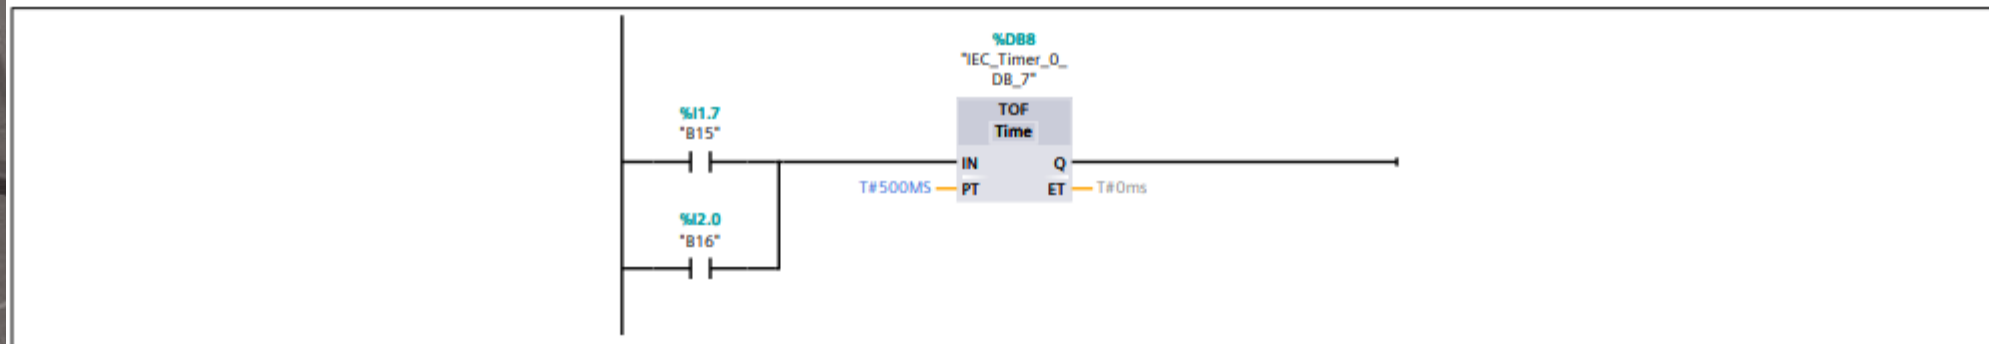 %DB8
"IEC_Timer_0_
DB_7"
%I1.7
"B15"
TOF
Time
IN
Q
T#500MS
PT
ET
T#0ms
%I2.0
"B16"